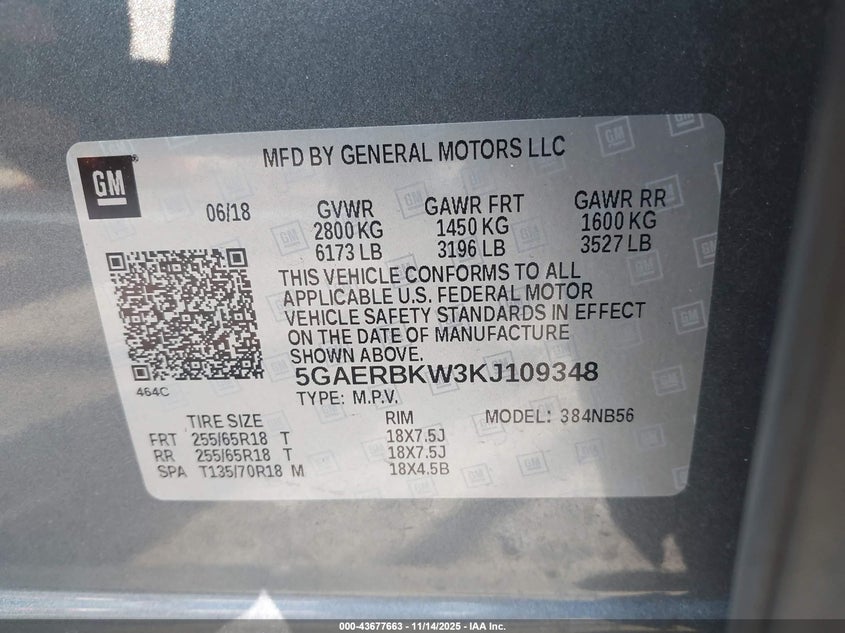 MFD BY GENERAL MOTORS LLC
GM
06/18 GVWR GAWR FRT GAWR RR
2800 KG 1450 KG 1600 KG
6173 LB 3196 LB 3527 LB
THIS VEHICLE CONFORMS TO ALL
APPLICABLE U.S. FEDERAL MOTOR
VEHICLE SAFETY STANDARDS IN EFFECT
ON THE DATE OF MANUFACTURE
SHOWN ABOVE.
464C
5GAERBKW3KJ109348
TYPE: M.P.V.
TIRE SIZE RIM MODEL: 384NB56
FRT 255/65R18 T 18X7.5J
RR 255/65R18 T 18X7.5J
SPA T135/70R18 M 18X4.5B
000-43677663 - 11/14/2025 - IAA Inc.